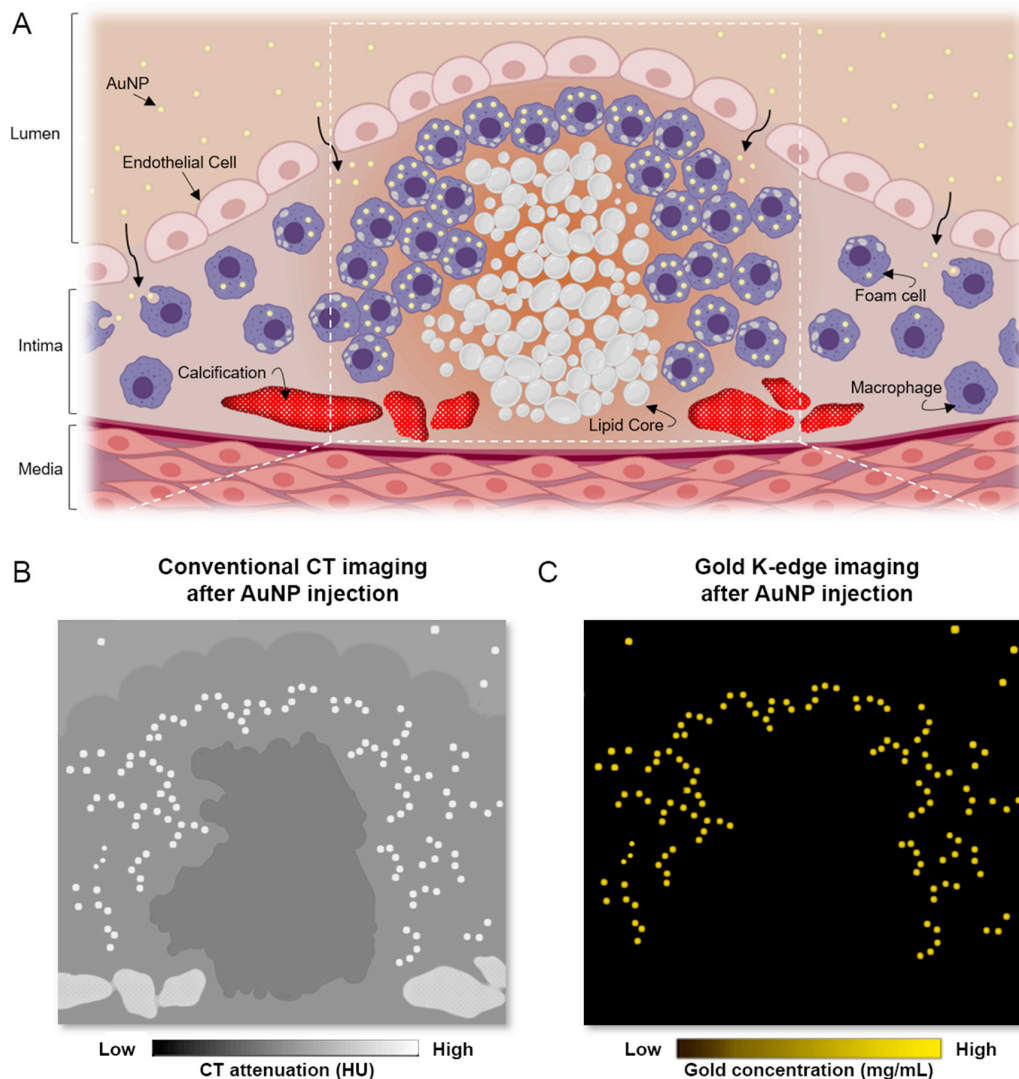 A
AuNP
Lumen
Endothelial Cell
Foam cell
Intima
Calcification
Macrophage
Lipid Core
Media
B
Conventional CT imaging
after AuNP injection
C
Gold K-edge imaging
after AuNP injection
Low
High
CT attenuation (HU)
Low
High
Gold concentration (mg/mL)